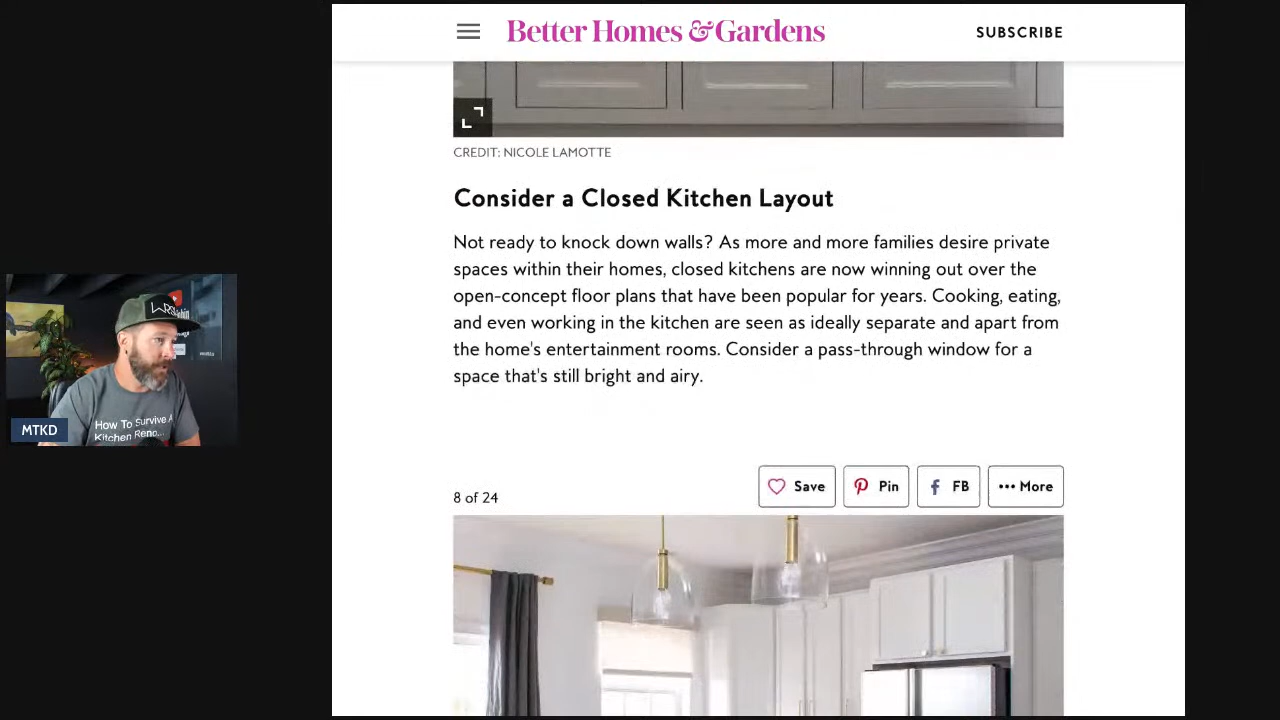 Better Homes & Gardens
SUBSCRIBE
CREDIT: NICOLE LAMOTTE
Consider a Closed Kitchen Layout
Not ready to knock down walls? As more and more families desire private
spaces within their homes, closed kitchens are now winning out over the
open-concept floor plans that have been popular for years. Cooking, eating,
and even working in the kitchen are seen as ideally separate and apart from
the home's entertainment rooms. Consider a pass-through window for a
space that's still bright and airy.
8 of 24
Save
Pin
FB
••• More
How To Survive A
Kitchen Reno...
MTKD